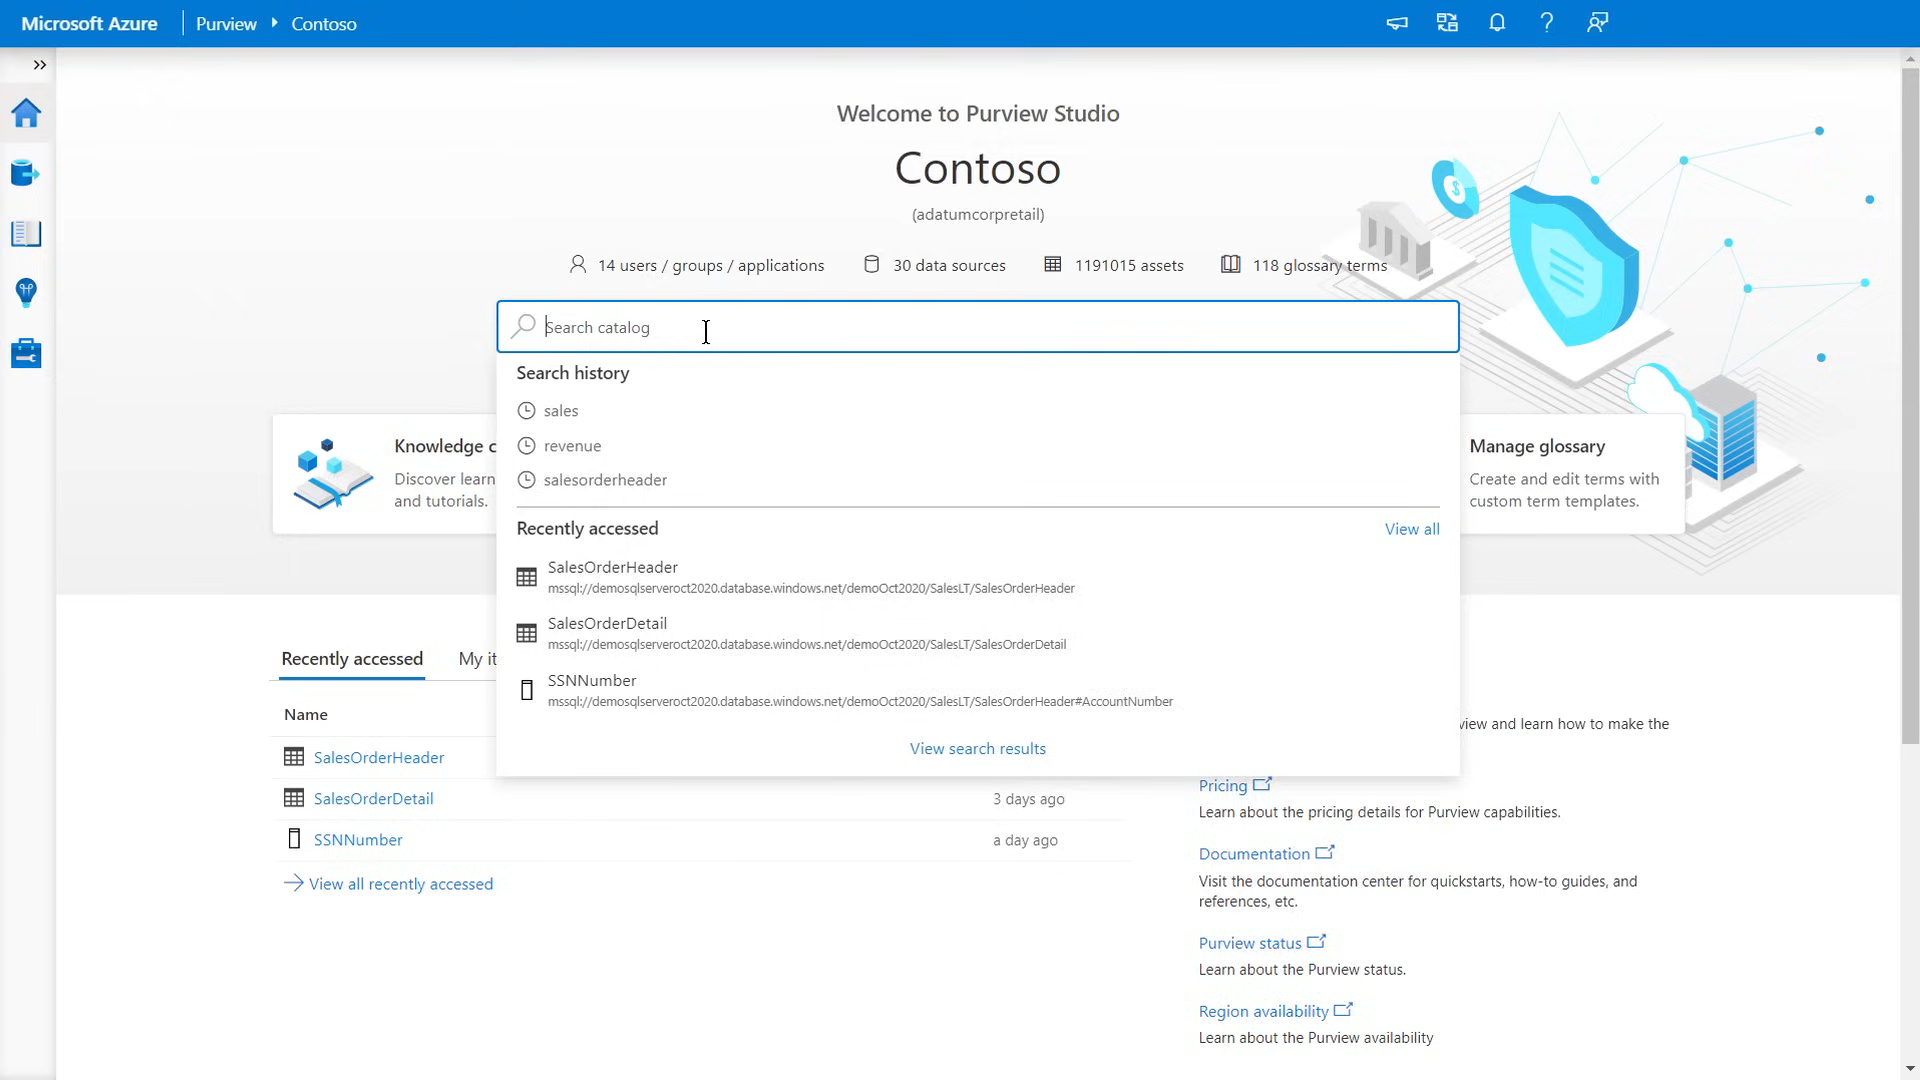 Microsoft Azure
Purview
Contoso
Welcome to Purview Studio
Contoso
(adatumcorpretail)
14 users / groups / applications
30 data sources
1191015 assets
118 glossary terms
Search catalog
Search history
sales
revenue
salesorderheader
Recently accessed
View all
SalesOrderHeader
mssql://demosqlserveroct2020.database.windows.net/demoOct2020/SalesLT/SalesOrderHeader
SalesOrderDetail
mssql://demosqlserveroct2020.database.windows.net/demoOct2020/SalesLT/SalesOrderDetail
SSNNumber
mssql://demosqlserveroct2020.database.windows.net/demoOct2020/SalesLT/SalesOrderHeader#AccountNumber
View search results
Knowledge c
Discover learn
and tutorials.
Manage glossary
Create and edit terms with
custom term templates.
Recently accessed
My it
Name
SalesOrderHeader
SalesOrderDetail
3 days ago
SSNNumber
a day ago
View all recently accessed
view and learn how to make the
Pricing
Learn about the pricing details for Purview capabilities.
Documentation
Visit the documentation center for quickstarts, how-to guides, and
references, etc.
Purview status
Learn about the Purview status.
Region availability
Learn about the Purview availability